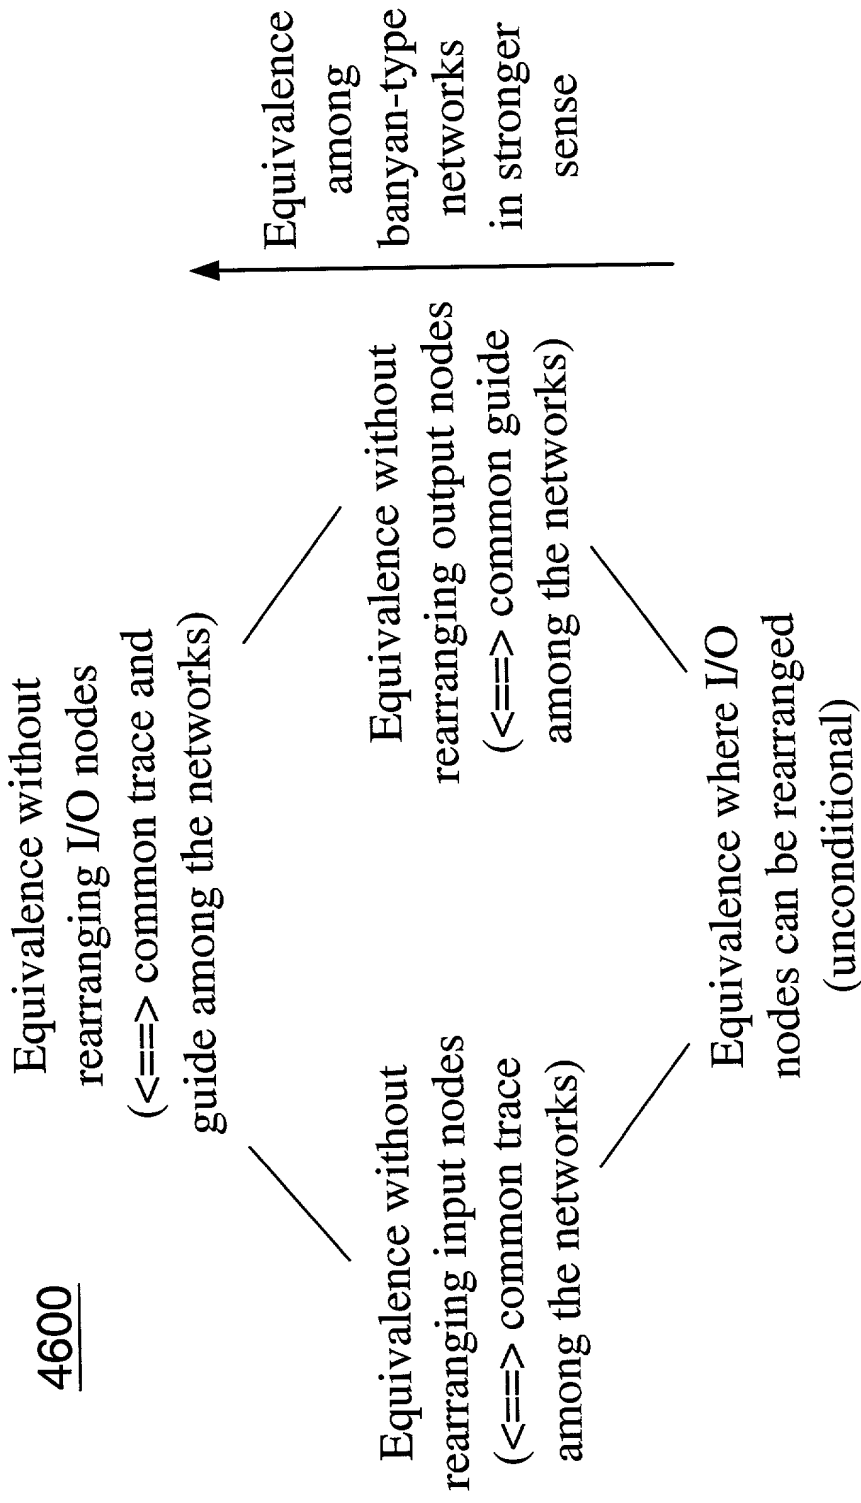 4600
Equivalence without
rearranging I/O nodes
(<==> common trace and
guide among the networks)
Equivalence without
rearranging input nodes
(<==> common trace
among the networks)
Equivalence without
rearranging output nodes
(<==> common guide
among the networks)
Equivalence where I/O
nodes can be rearranged
(unconditional)
Equivalence
among
banyan-type
networks
in stronger
sense